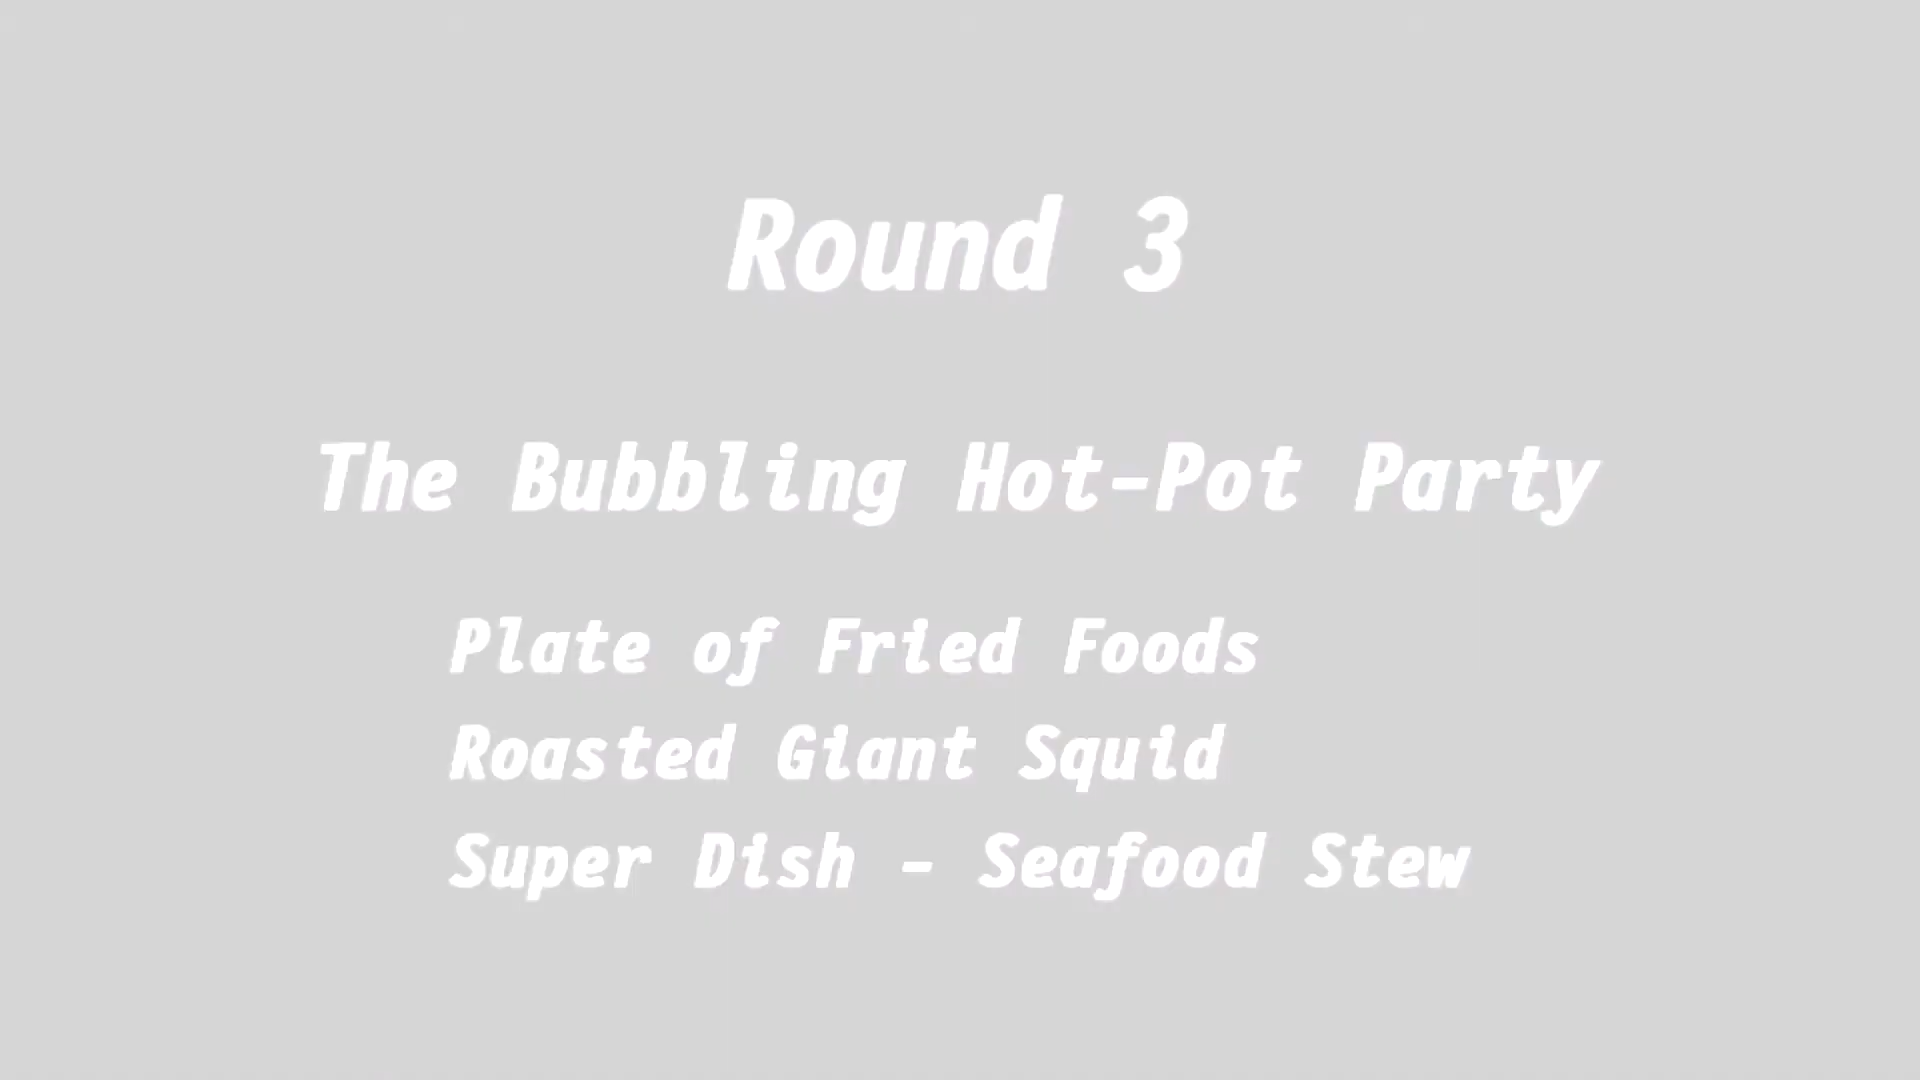 Round 3
The Bubbling Hot-Pot Party
Plate of Fried Foods
Roasted Giant Squid
Super Dish - Seafood Stew